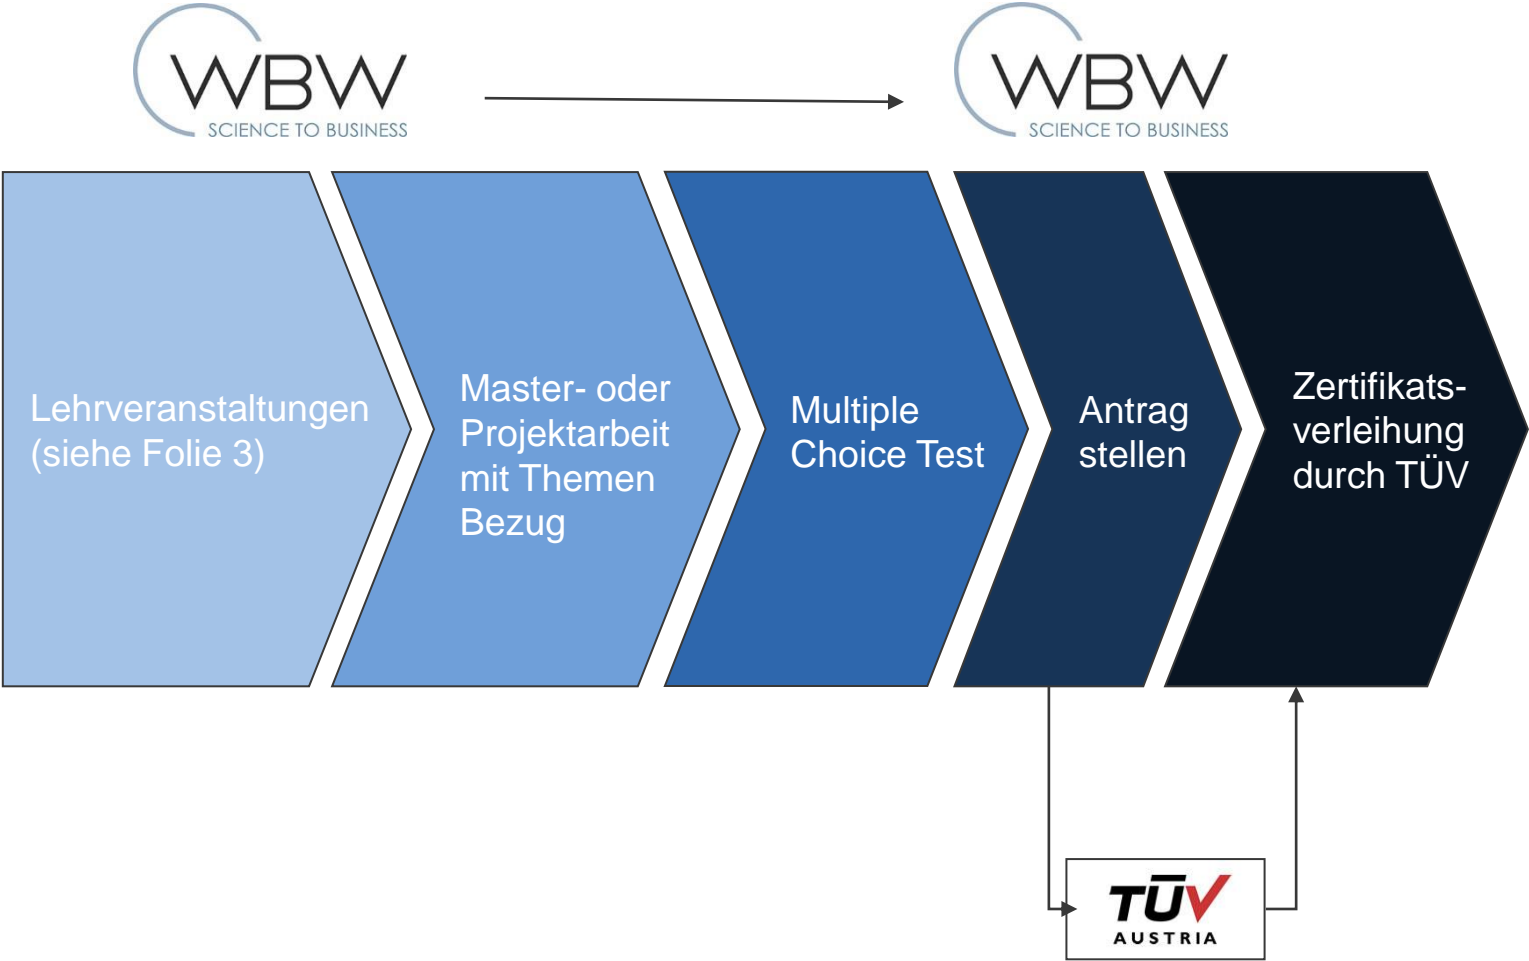 WBW
SCIENCE TO BUSINESS
WBW
SCIENCE TO BUSINESS
Lehrveranstaltungen
(siehe Folie 3)
Master- oder
Projektarbeit
mit Themen
Bezug
Multiple
Choice Test
Antrag
stellen
Zertifikats-
verleihung
durch TÜV
TÜV
AUSTRIA